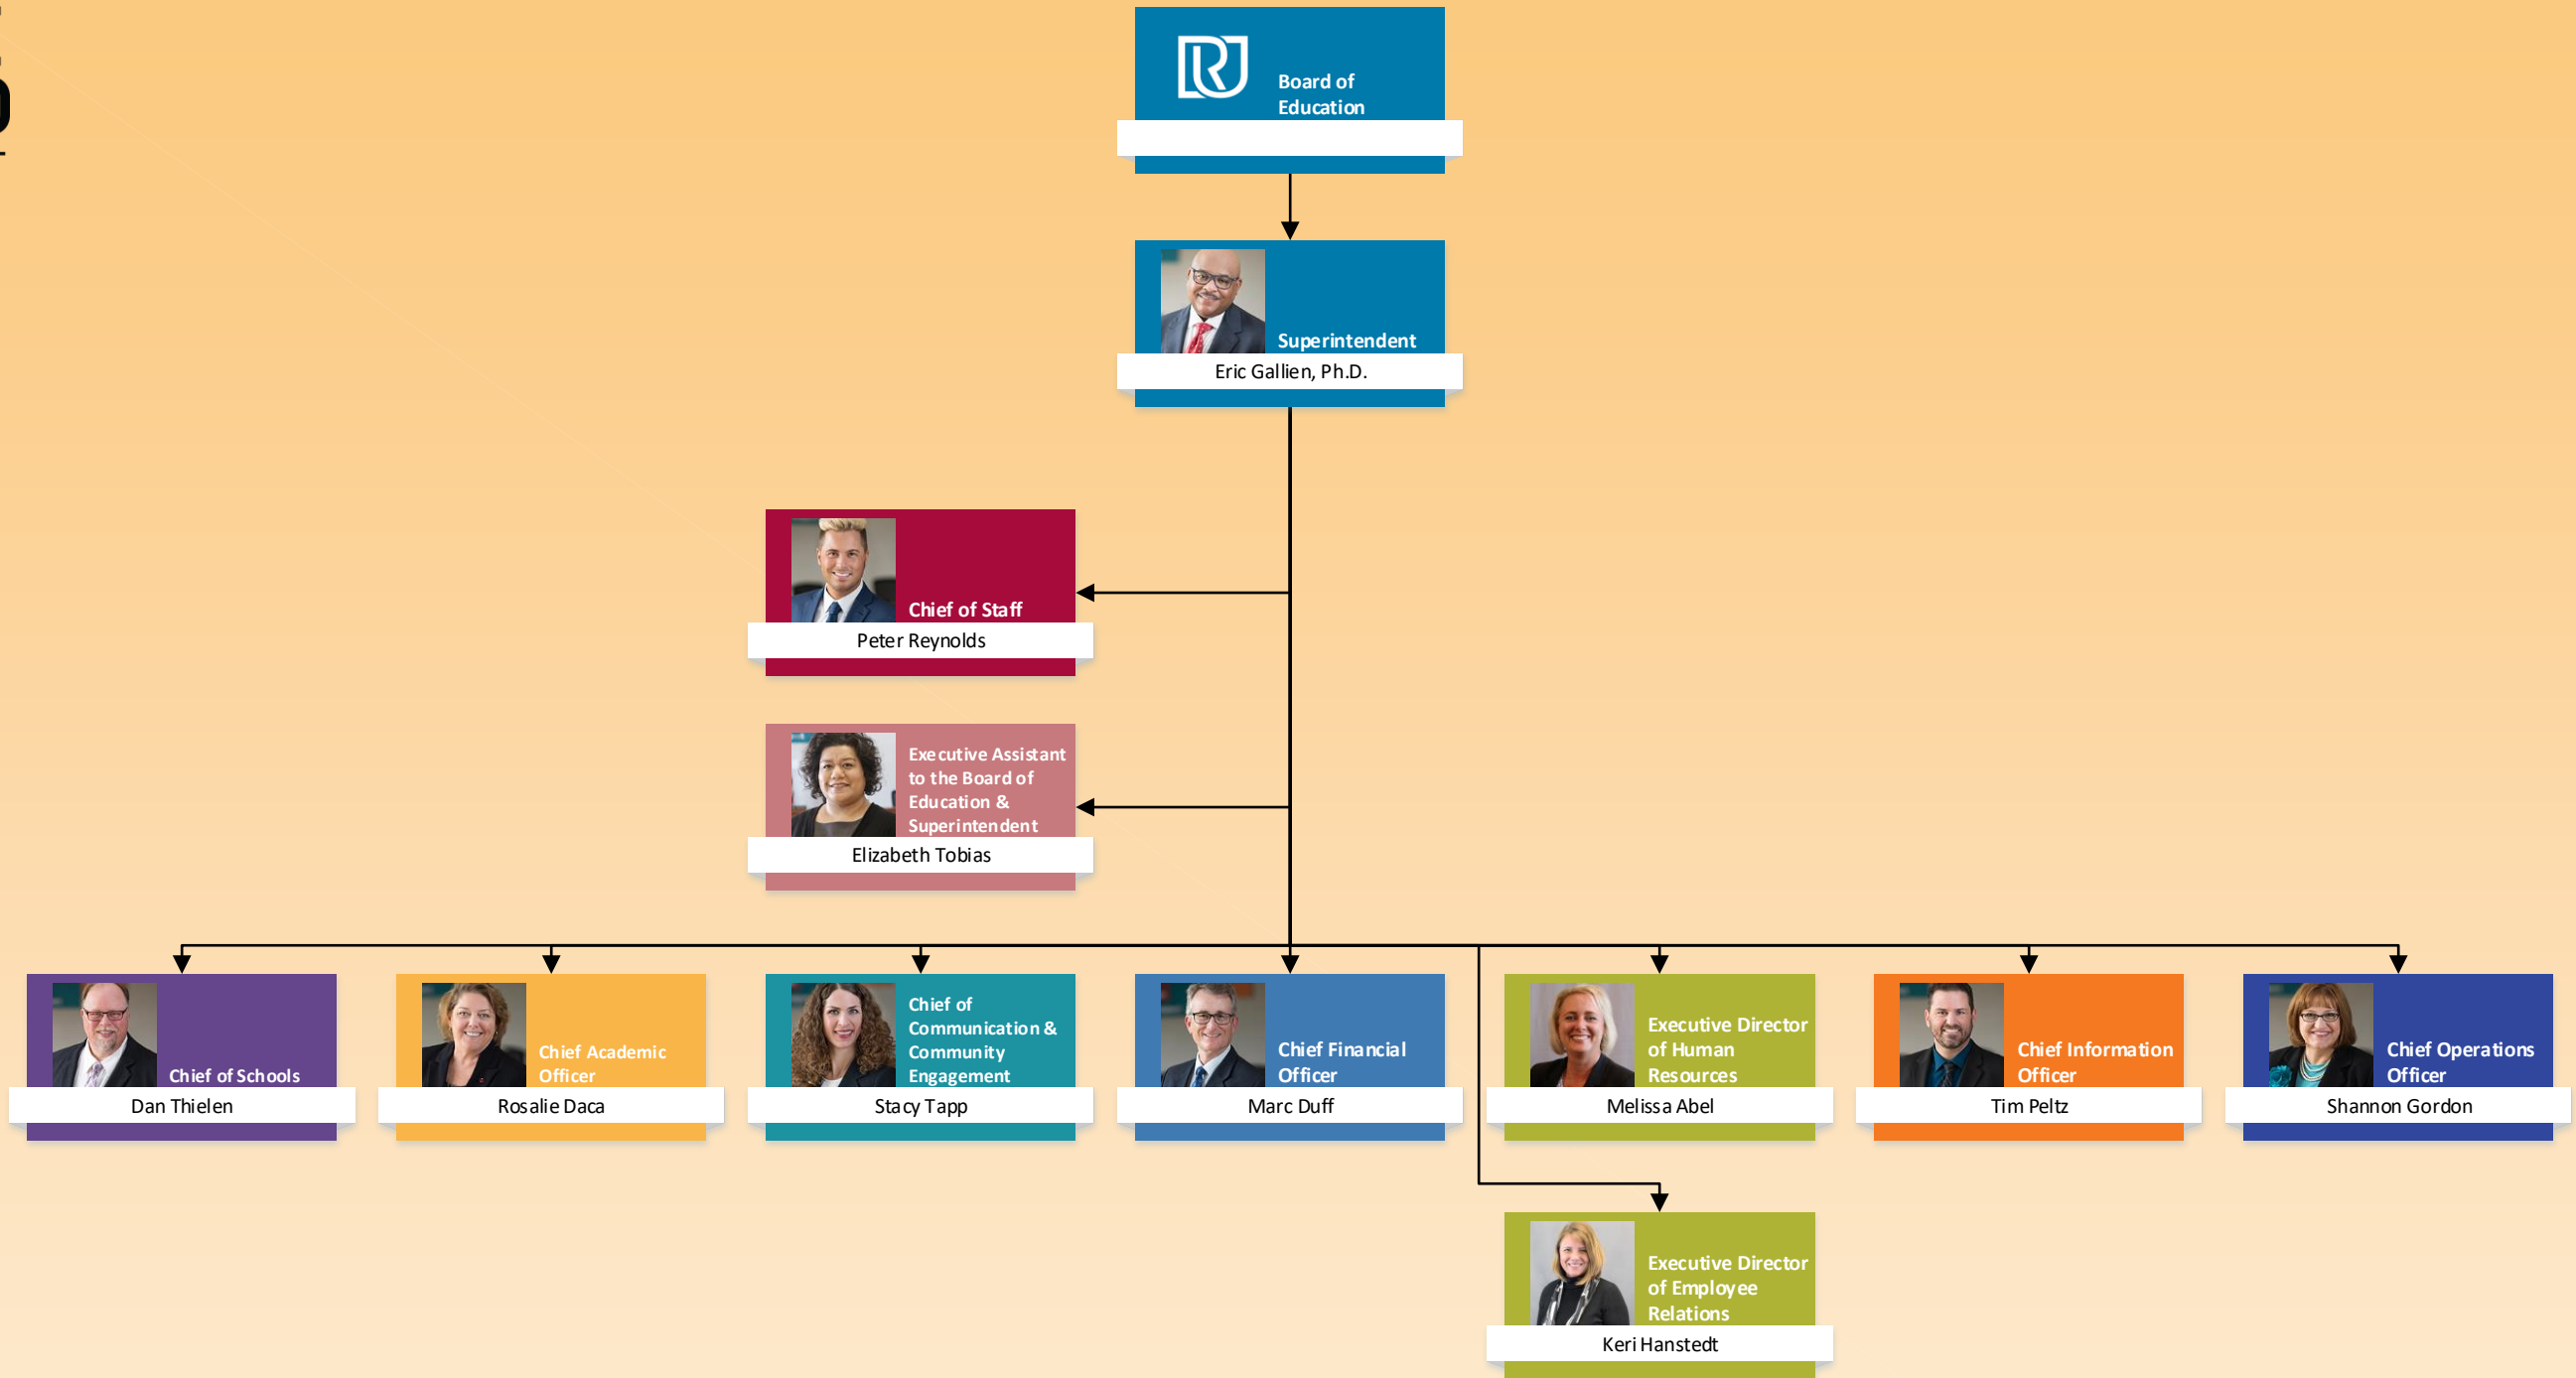 Board of
Education
Superintendent
Eric Gallien, Ph.D.
Chief of Staff
Peter Reynolds
Executive Assistant
to the Board of
Education &
Superintendent
Elizabeth Tobias
Chief of Schools
Dan Thielen
Chief Academic
Officer
Rosalie Daca
Chief of
Communication &
Community
Engagement
Stacy Tapp
Chief Financial
Officer
Marc Duff
Executive Director
of Human
Resources
Melissa Abel
Chief Information
Officer
Tim Peltz
Chief Operations
Officer
Shannon Gordon
Executive Director
of Employee
Relations
Keri Hanstedt